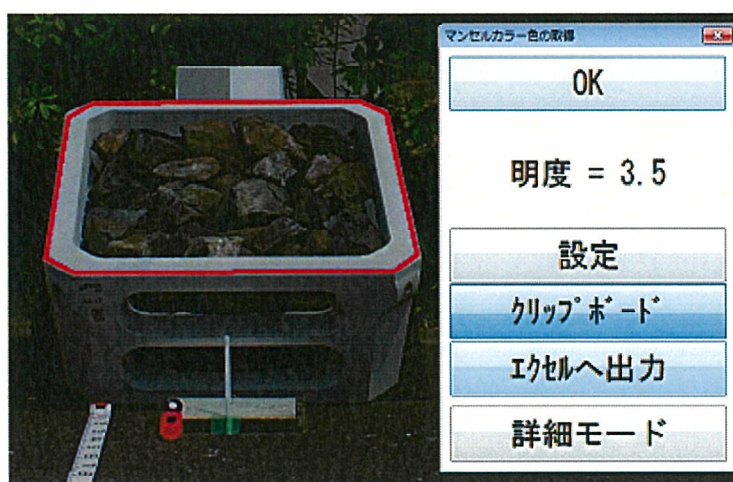 マンセルカラー色の取得
OK
明度 = 3.5
設定
クリップボード
エクセルへ出力
詳細モード